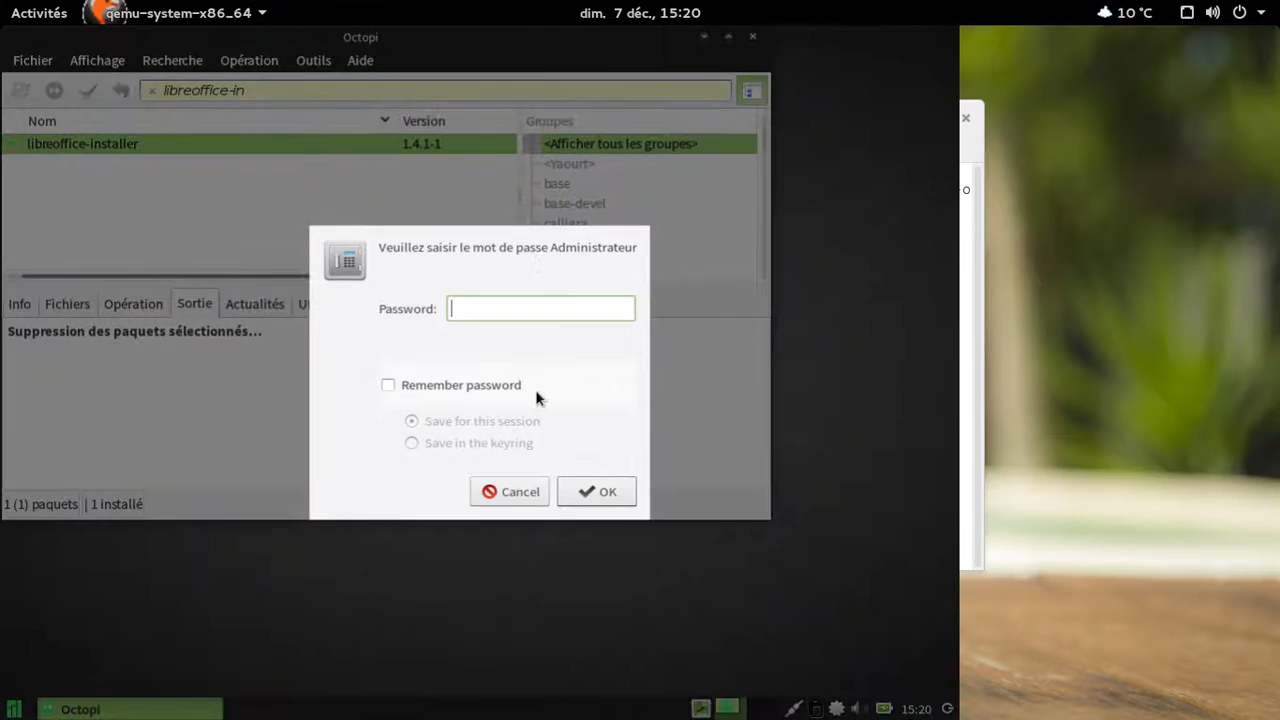 Activités qemu-system-x86_64 dim. 7 déc., 15:20 10 °C
Octopi
Fichier Affichage Recherche Opération Outils Aide
libreoffice-in
Nom Version Groupes
libreoffice-installer 1.4.1-1 <Afficher tous les groupes>
<Yaourt>
base
base-devel
calligra
Veuillez saisir le mot de passe Administrateur
Info Fichiers Opération Sortie Actualités
Password:
Suppression des paquets sélectionnés...
Remember password
Save for this session
Save in the keyring
Cancel OK
1 (1) paquets | 1 installé
Octopi 15:20